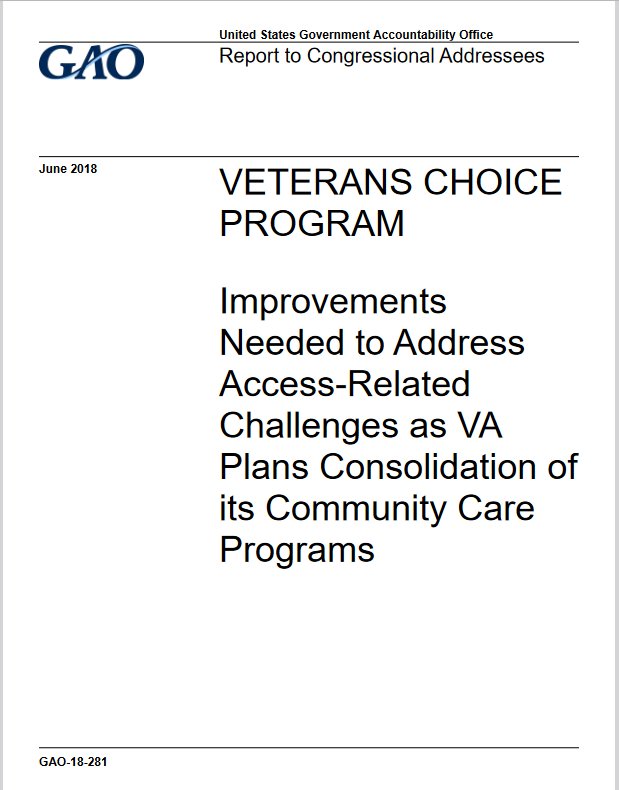 United States Government Accountability Office
GAO
Report to Congressional Addressees
June 2018
VETERANS CHOICE
PROGRAM
Improvements
Needed to Address
Access-Related
Challenges as VA
Plans Consolidation of
its Community Care
Programs
GAO-18-281